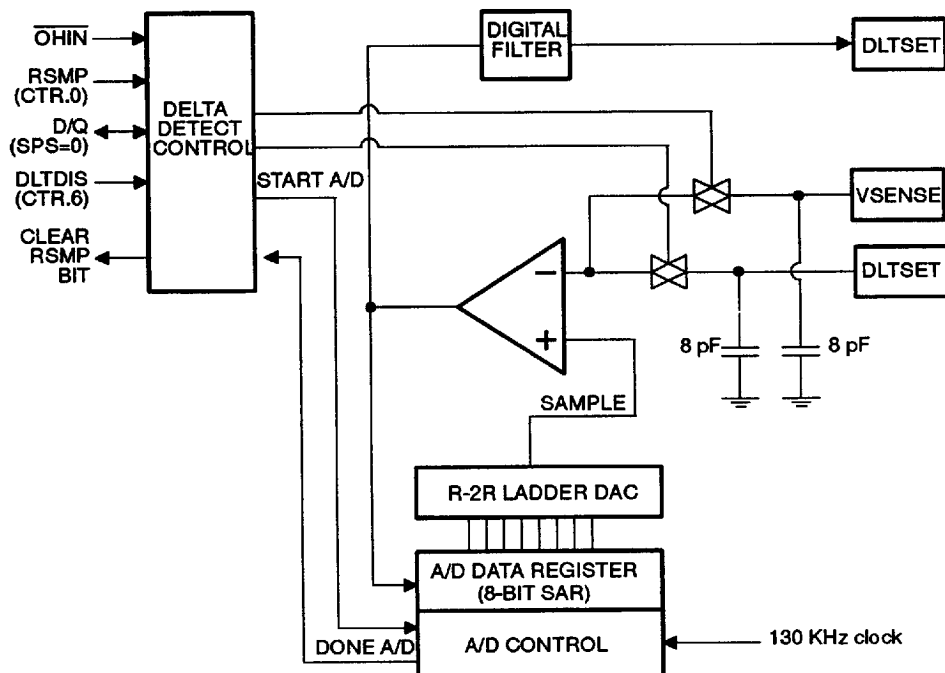 OHIN
RSMP
(CTR.0)
D/Q
(SPS=0)
DLTDIS
(CTR.6)
CLEAR
RSMP
BIT
DELTA
DETECT
CONTROL
DIGITAL
FILTER
DLTSET
START A/D
VSENSE
DLTSET
−
+
8 pF
8 pF
SAMPLE
R-2R LADDER DAC
A/D DATA REGISTER
(8-BIT SAR)
DONE A/D
A/D CONTROL
130 KHz clock